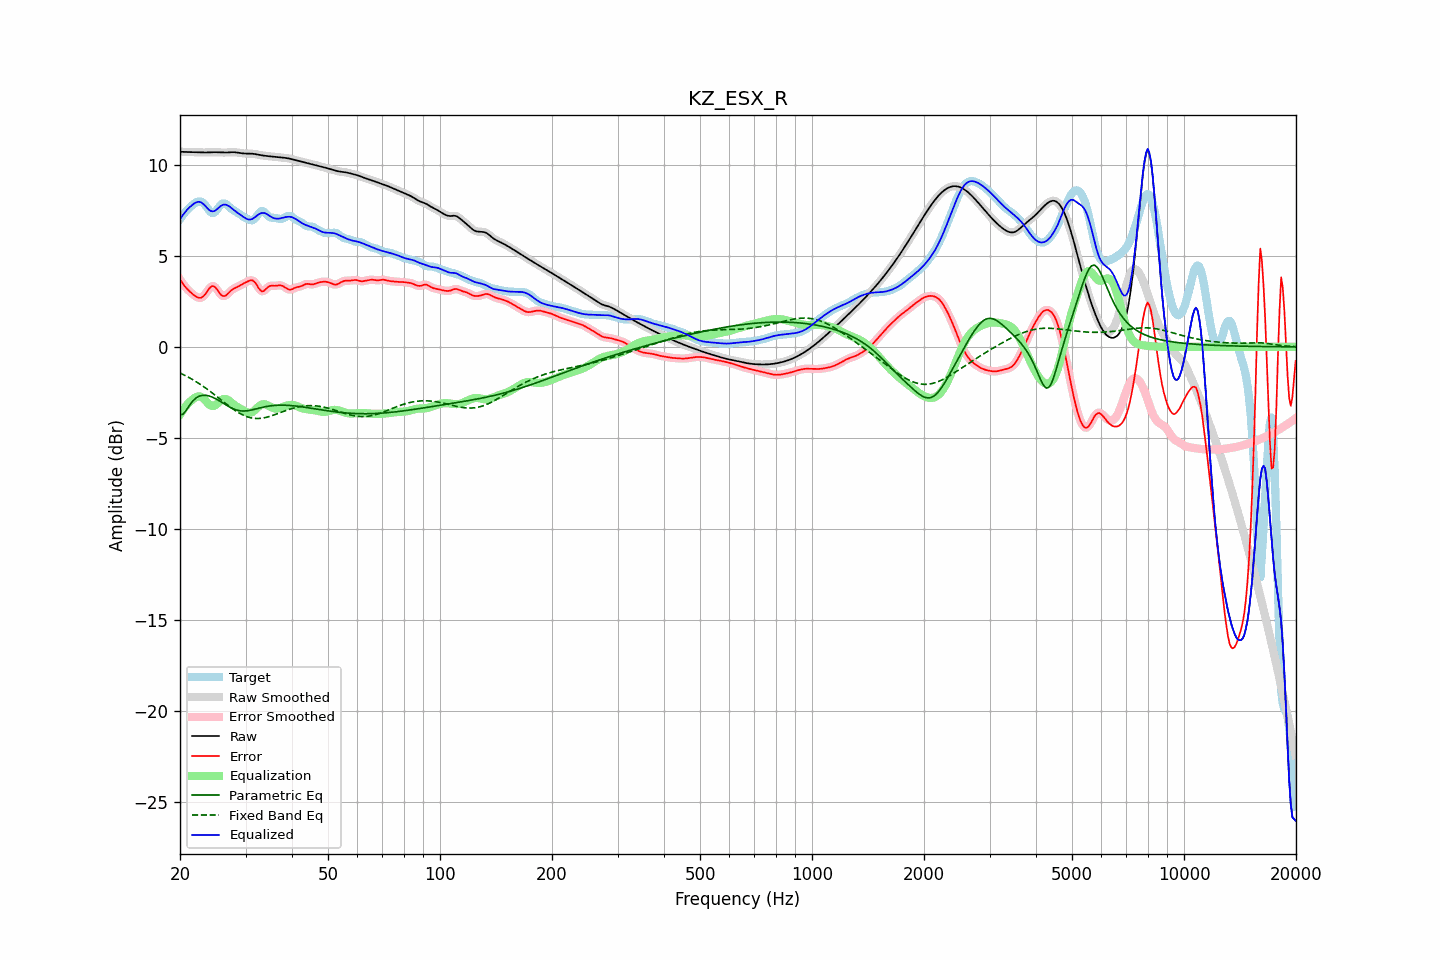 KZ_ESX_R
Amplitude (dBr)
10
5
0
−5
−10
−15
−20
−25
Target
Raw Smoothed
Error Smoothed
Raw
Error
Equalization
Parametric Eq
Fixed Band Eq
Equalized
20 50 100 200 500 1000 2000 5000 10000 20000
Frequency (Hz)